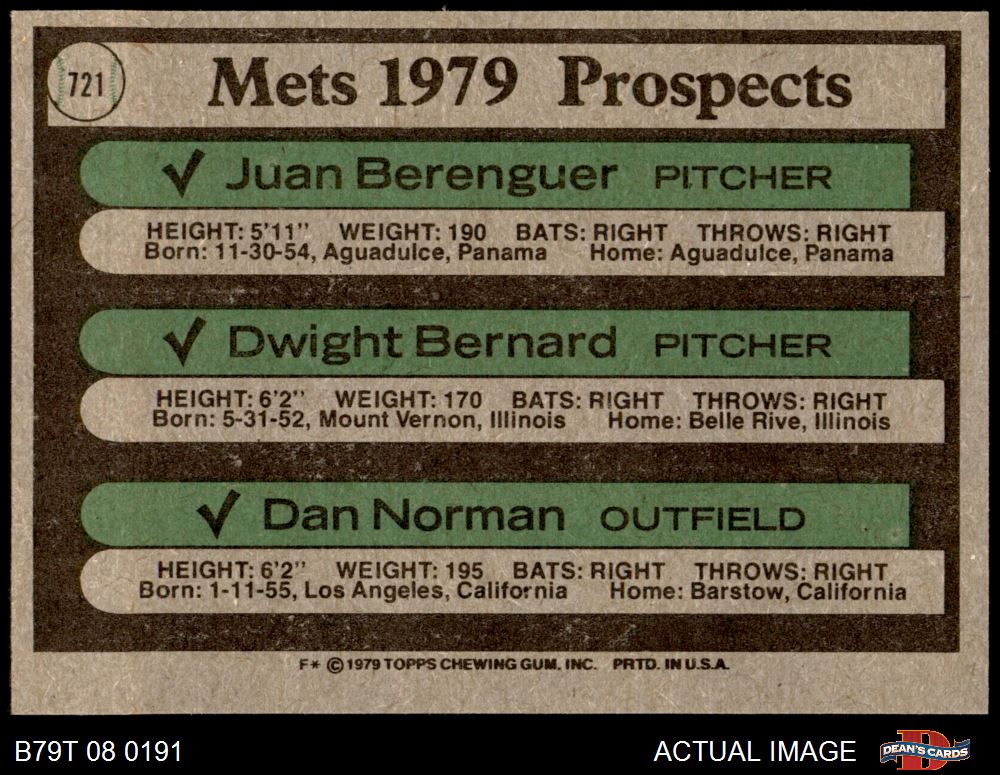 721
Mets 1979 Prospects
✓ Juan Berenguer PITCHER
HEIGHT: 5'11" WEIGHT: 190 BATS: RIGHT THROWS: RIGHT
Born: 11-30-54, Aguadulce, Panama Home: Aguadulce, Panama
✓ Dwight Bernard PITCHER
HEIGHT: 6'2" WEIGHT: 170 BATS: RIGHT THROWS: RIGHT
Born: 5-31-52, Mount Vernon, Illinois Home: Belle Rive, Illinois
✓ Dan Norman OUTFIELD
HEIGHT: 6'2" WEIGHT: 195 BATS: RIGHT THROWS: RIGHT
Born: 1-11-55, Los Angeles, California Home: Barstow, California
F* © 1979 TOPPS CHEWING GUM, INC. PRTD. IN U.S.A.
B79T 08 0191 ACTUAL IMAGE D DEAN'S CARDS